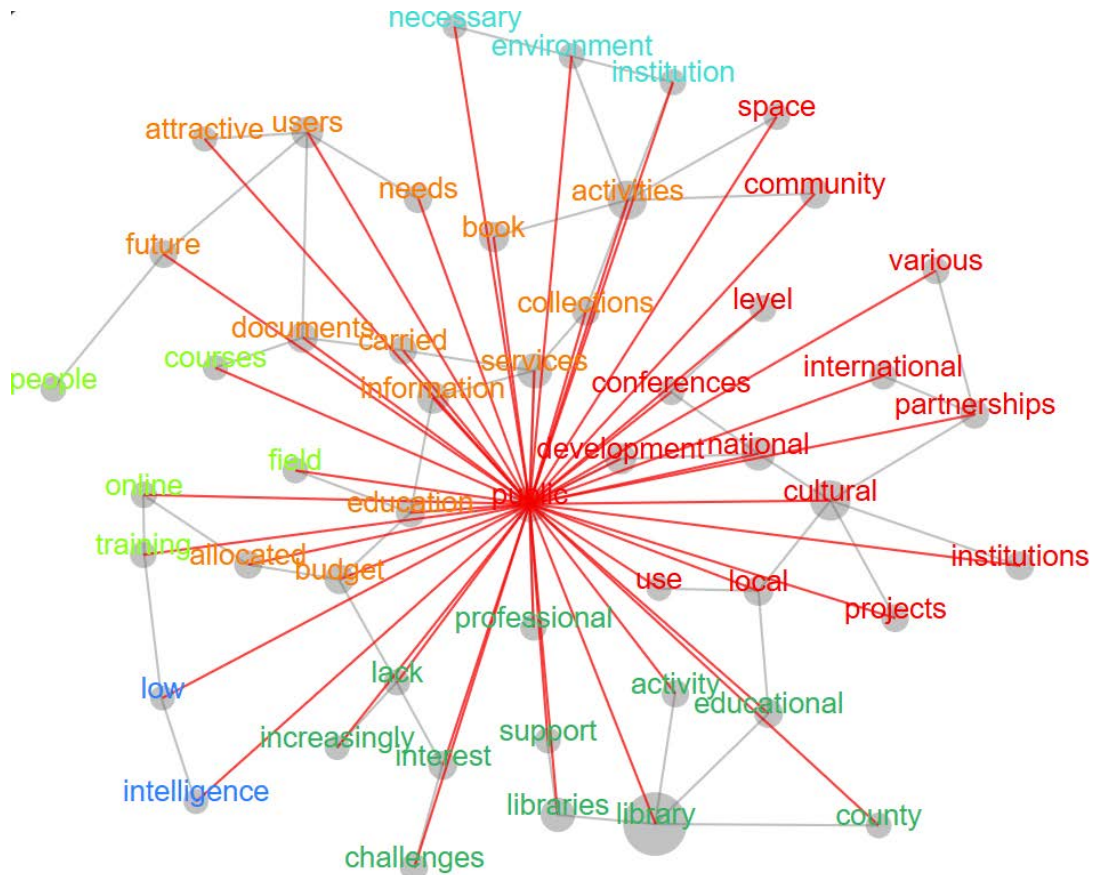 necessary
environment
institution
space
attractive
users
needs
activities
community
book
future
various
collections
level
documents
carried
courses
services
people
information
conferences
international
partnerships
development
national
field
online
education
public
cultural
training
allocated
budget
use
local
institutions
professional
projects
low
lack
activity
educational
increasingly
interest
support
intelligence
libraries
library
county
challenges